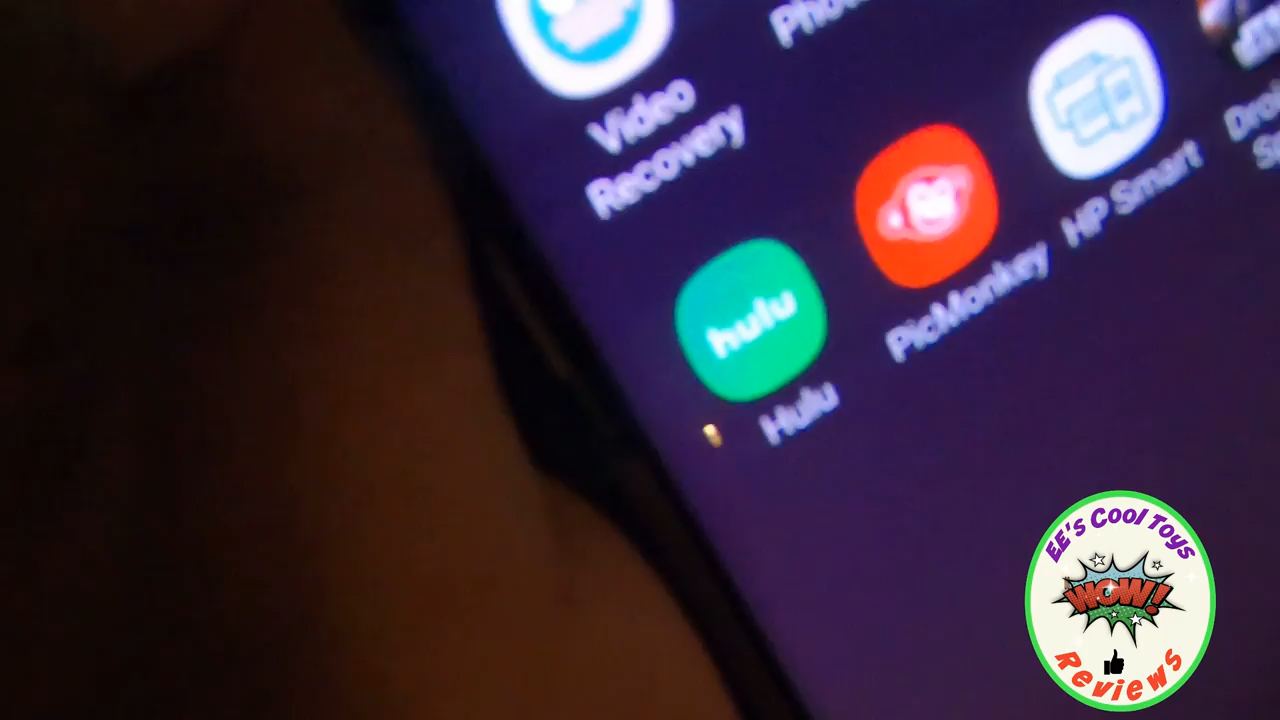 Video
Recovery
hulu
Hulu
PicMonkey
HP Smart
EE's Cool Toys
WOW!
Reviews